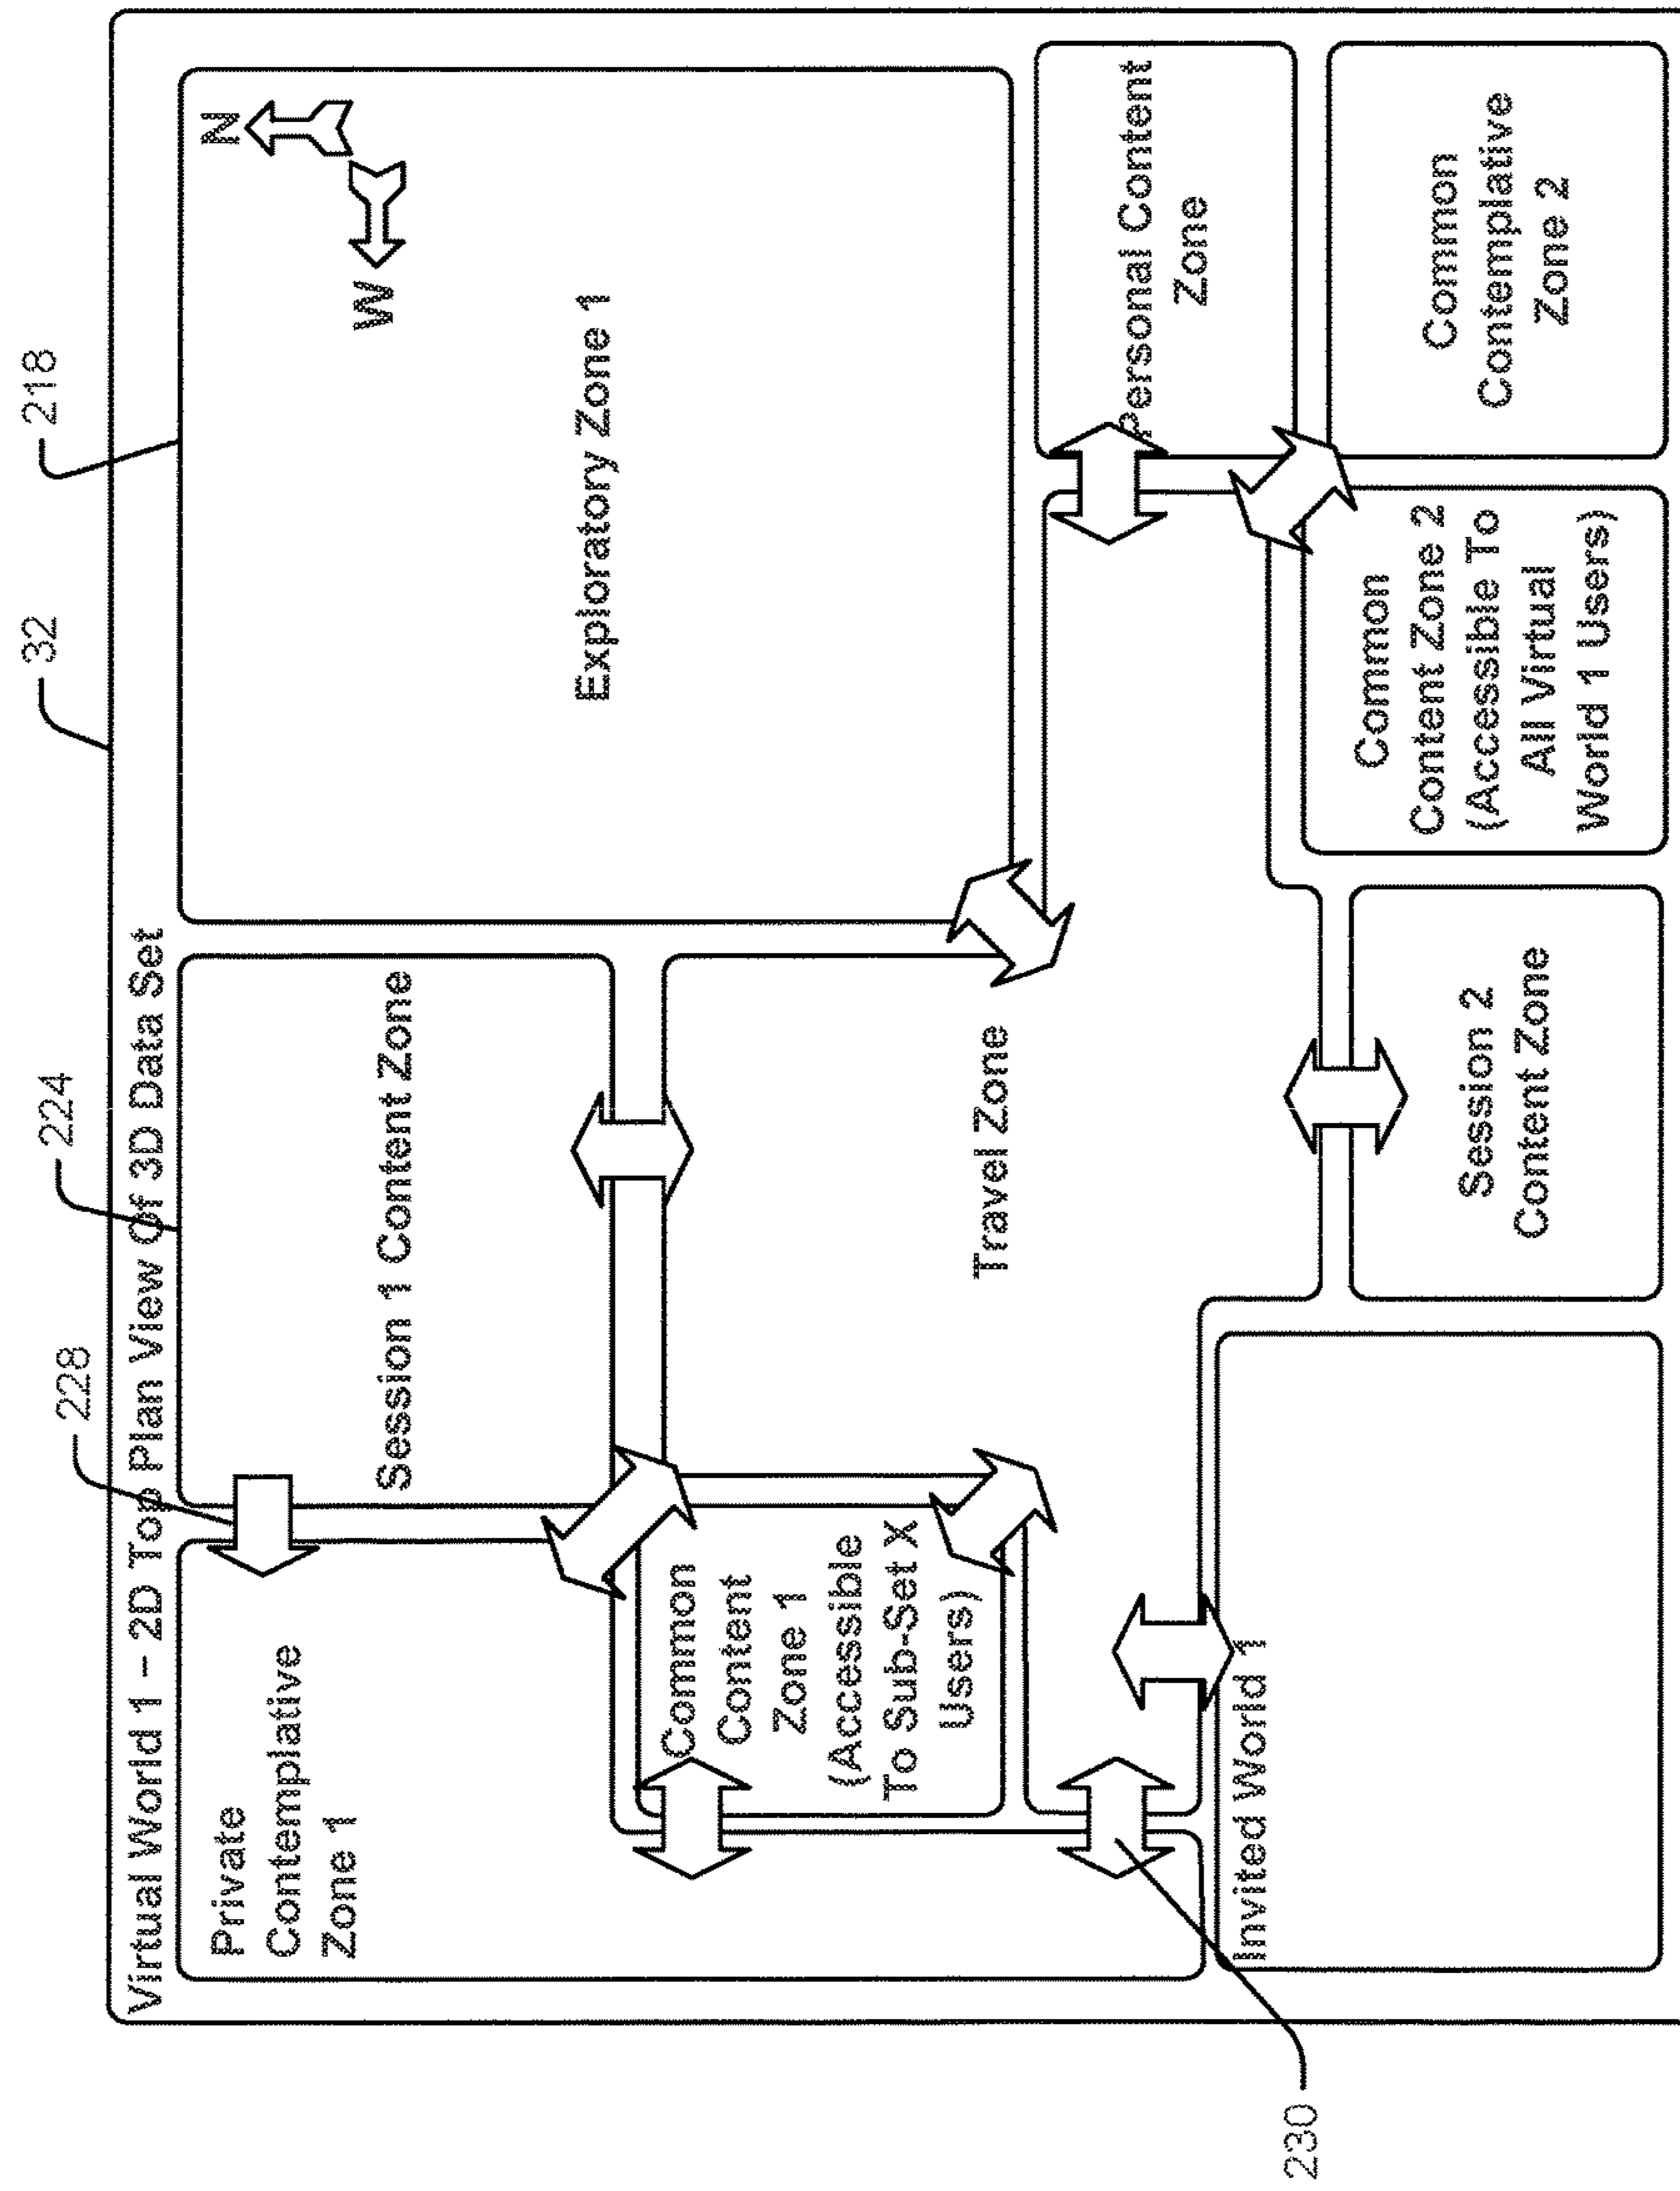 230
228
224
32
218
Virtual World 1 – 2D Top Plan View Of 3D Data Set
Private
Contemplative
Zone 1
Session 1 Content Zone
N
W
Exploratory Zone 1
Common
Content
Zone 1
(Accessible
To Sub-Set X
Users)
Travel Zone
Personal Content
Zone
Invited World 1
Session 2
Content Zone
Common
Content Zone 2
(Accessible To
All Virtual
World 1 Users)
Common
Contemplative
Zone 2